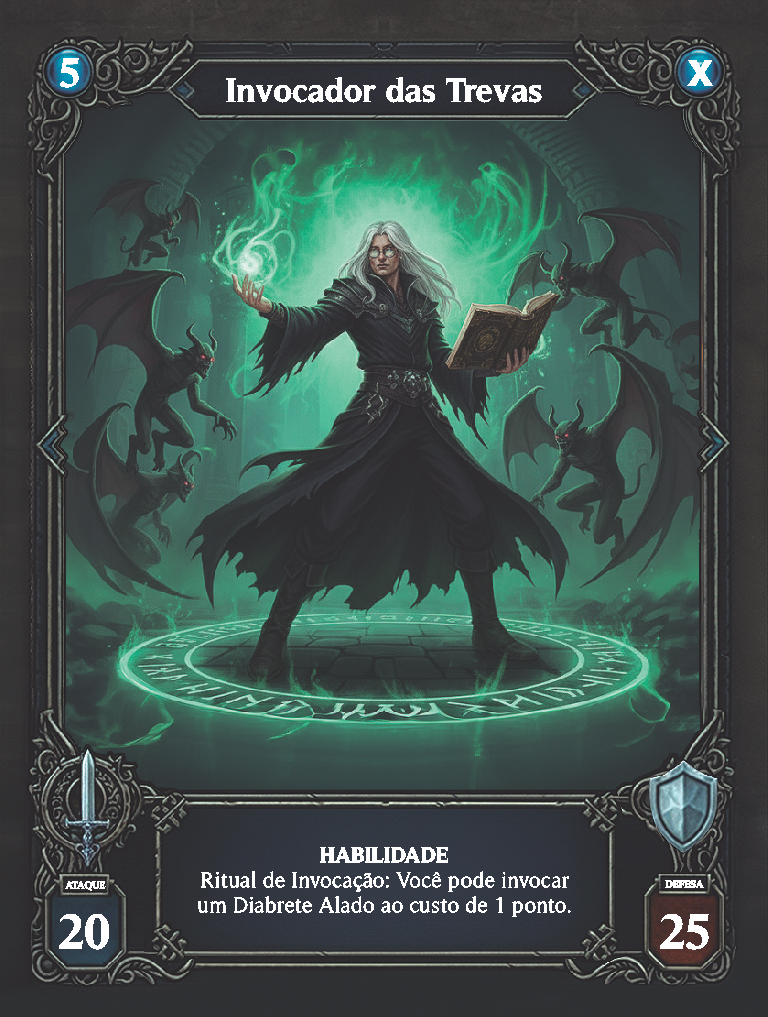 5
Invocador das Trevas
X
HABILIDADE
Ritual de Invocação: Você pode invocar
um Diabrete Alado ao custo de 1 ponto.
ATAQUE
20
DEFESA
25